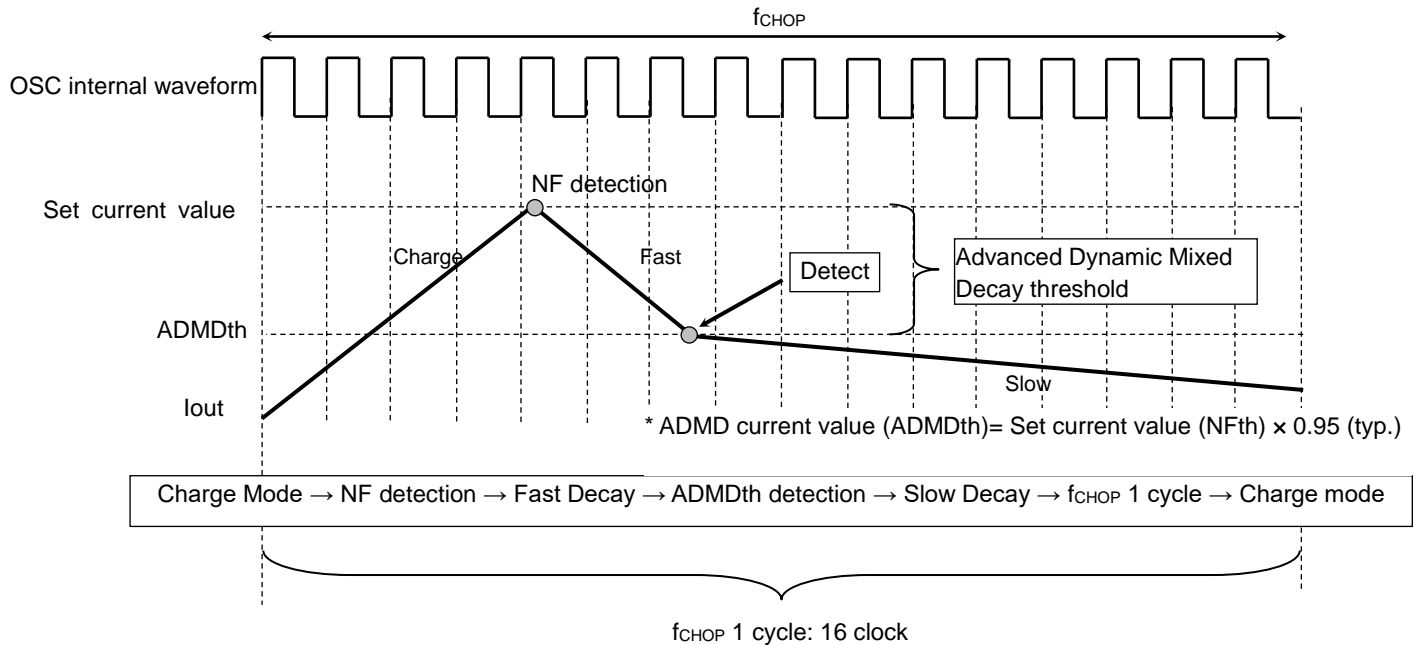 fCHOP
OSC internal waveform
NF detection
Set current value
Charge
Fast
Detect
Advanced Dynamic Mixed
Decay threshold
ADMDth
Slow
Iout
* ADMD current value (ADMDth)= Set current value (NFth) × 0.95 (typ.)
Charge Mode → NF detection → Fast Decay → ADMDth detection → Slow Decay → fCHOP 1 cycle → Charge mode
fCHOP 1 cycle: 16 clock